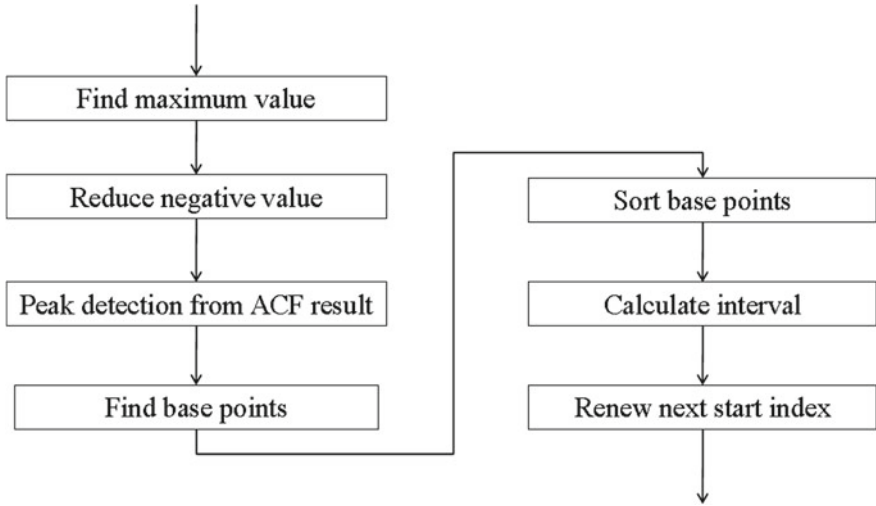 Find maximum value
Reduce negative value
Peak detection from ACF result
Find base points
Sort base points
Calculate interval
Renew next start index